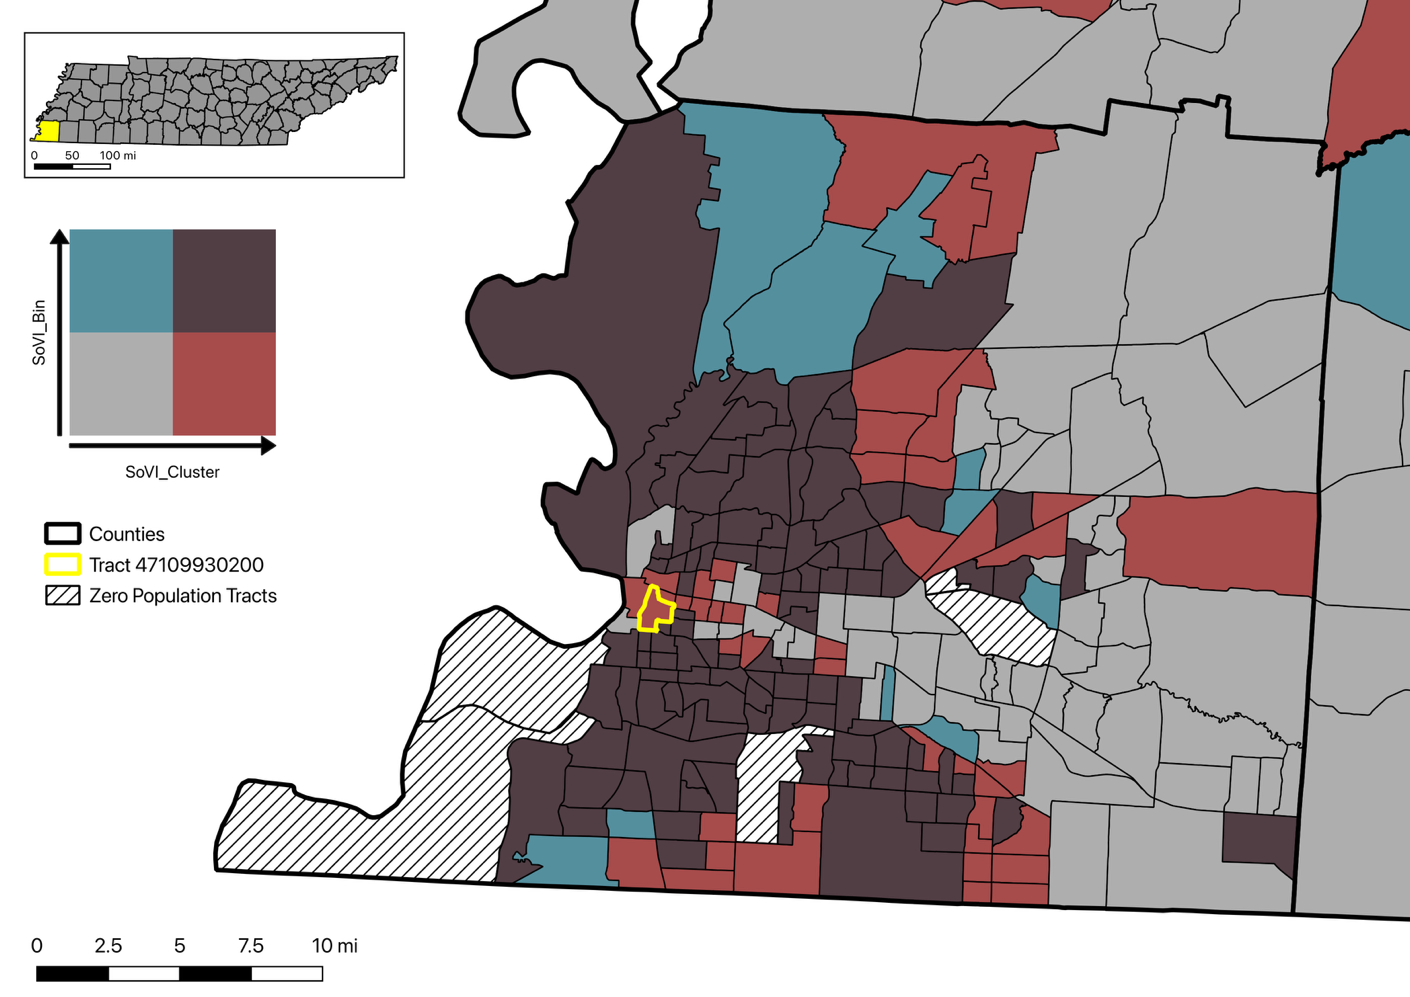 0 50 100 mi
SoVI_Bin
SoVI_Cluster
Counties
Tract 47109930200
Zero Population Tracts
0 2.5 5 7.5 10 mi